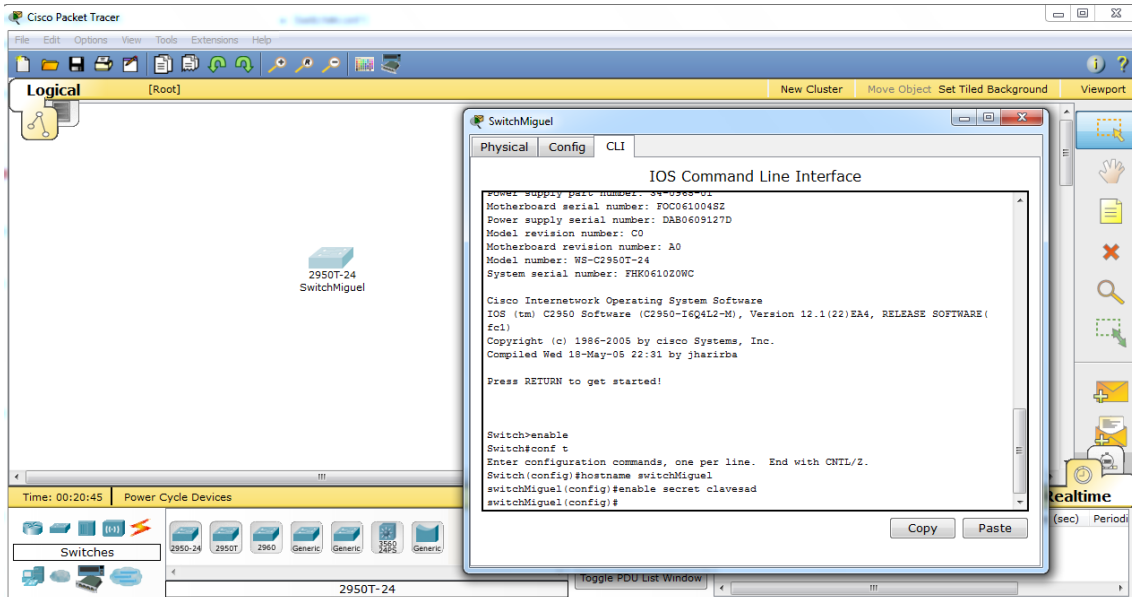 Cisco Packet Tracer
File Edit Options View Tools Extensions Help
Logical [Root] New Cluster Move Object Set Tiled Background Viewport
2950T-24
SwitchMiguel
SwitchMiguel
Physical Config CLI
IOS Command Line Interface
Power supply part number: 34-0965-01
Motherboard serial number: FOC061004SZ
Power supply serial number: DAB0609127D
Model revision number: C0
Motherboard revision number: A0
Model number: WS-C2950T-24
System serial number: FHK0610Z0WC
Cisco Internetwork Operating System Software
IOS (tm) C2950 Software (C2950-I6Q4L2-M), Version 12.1(22)EA4, RELEASE SOFTWARE(
fc1)
Copyright (c) 1986-2005 by cisco Systems, Inc.
Compiled Wed 18-May-05 22:31 by jharirba
Press RETURN to get started!
Switch>enable
Switch#conf t
Enter configuration commands, one per line. End with CNTL/Z.
Switch(config)#hostname switchMiguel
switchMiguel(config)#enable secret clavesad
switchMiguel(config)#
Copy Paste
Time: 00:20:45 Power Cycle Devices Realtime
(sec) Periodi
Switches
2950-24 2950T 2960 Generic Generic 3560 24PS Generic
2950T-24
Toggle PDU List Window